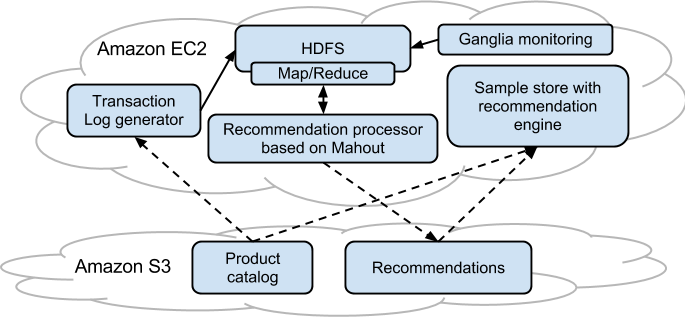 Amazon EC2
HDFS
Map/Reduce
Ganglia monitoring
Transaction
Log generator
Recommendation processor
based on Mahout
Sample store with
recommendation
engine
Amazon S3
Product
catalog
Recommendations